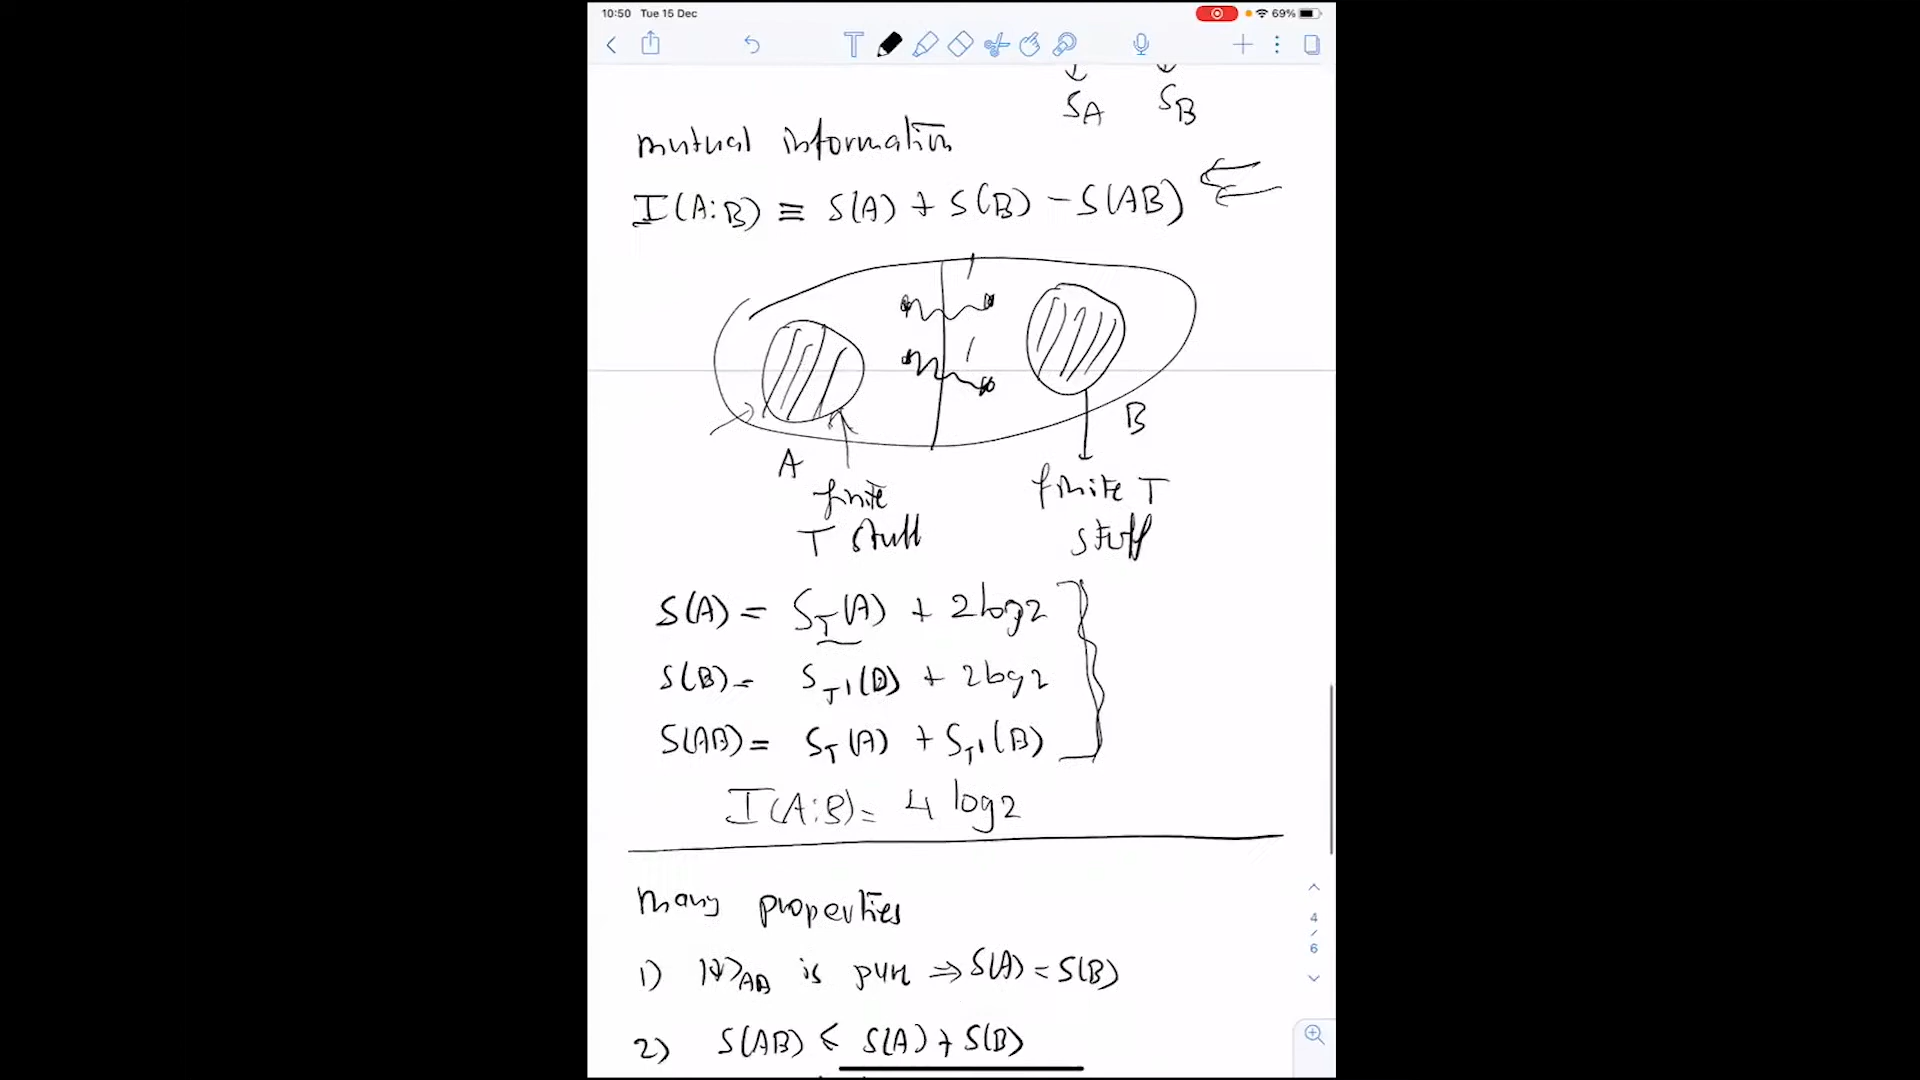 10:50 Tue 15 Dec
69%
T
S_A S_B
mutual information
I(A:B) ≡ S(A) + S(B) - S(AB)
A
B
finite
T stuff
finite T
stuff
S(A) = S_T(A) + 2log2
S(B) = S_T'(B) + 2log2
S(AB) = S_T(A) + S_T'(B)
I(A:B) = 4 log2
many properties
1) |ψ⟩_AB is pure ⇒ S(A) = S(B)
2) S(AB) ≤ S(A) + S(B)
4
/
6